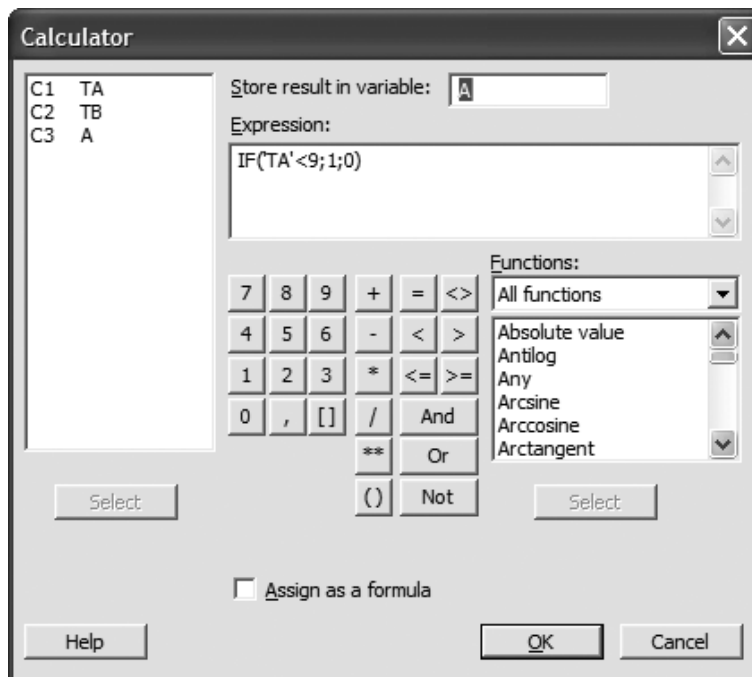 Calculator
C1 TA
C2 TB
C3 A
Store result in variable: A
Expression:
IF('TA'<9;1;0)
Functions:
All functions
7 8 9 + = <>
4 5 6 - < >
1 2 3 * <= >=
0 , [] / And
** Or
() Not
Absolute value
Antilog
Any
Arcsine
Arccosine
Arctangent
Select
Select
Assign as a formula
Help
OK
Cancel